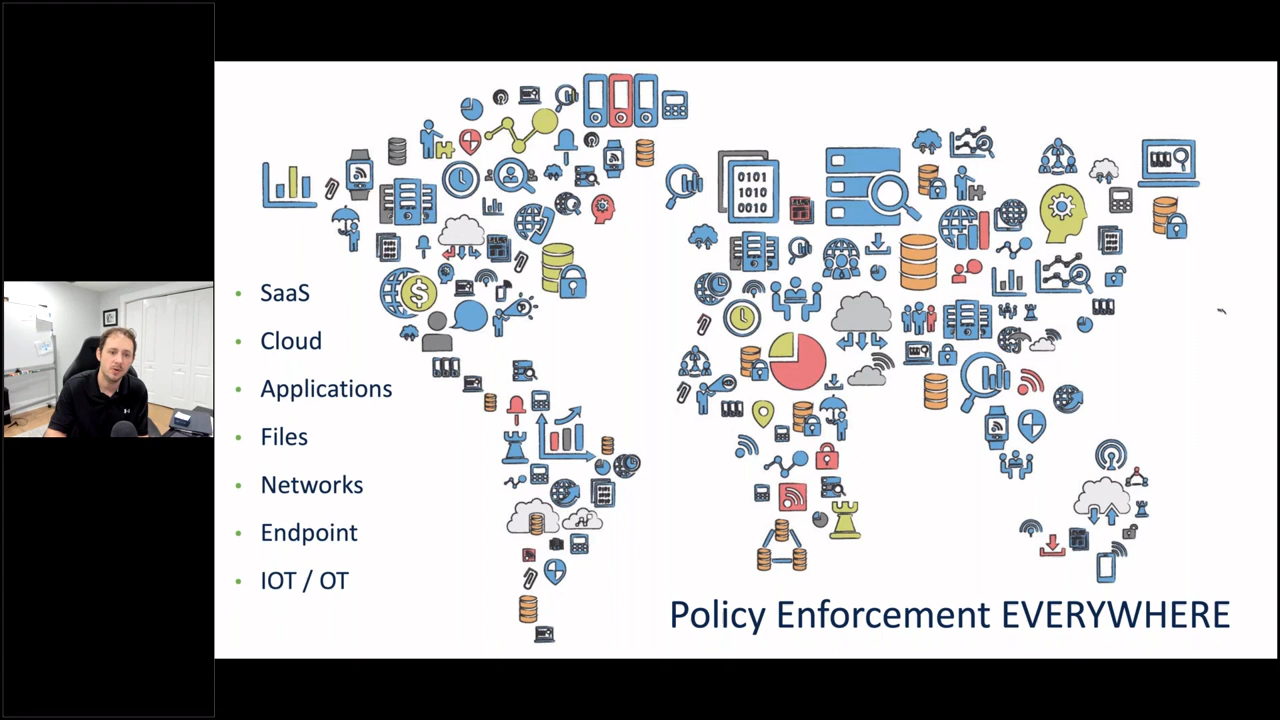 0101
1010
0010
SaaS
Cloud
Applications
Files
Networks
Endpoint
IOT / OT
$
Policy Enforcement EVERYWHERE